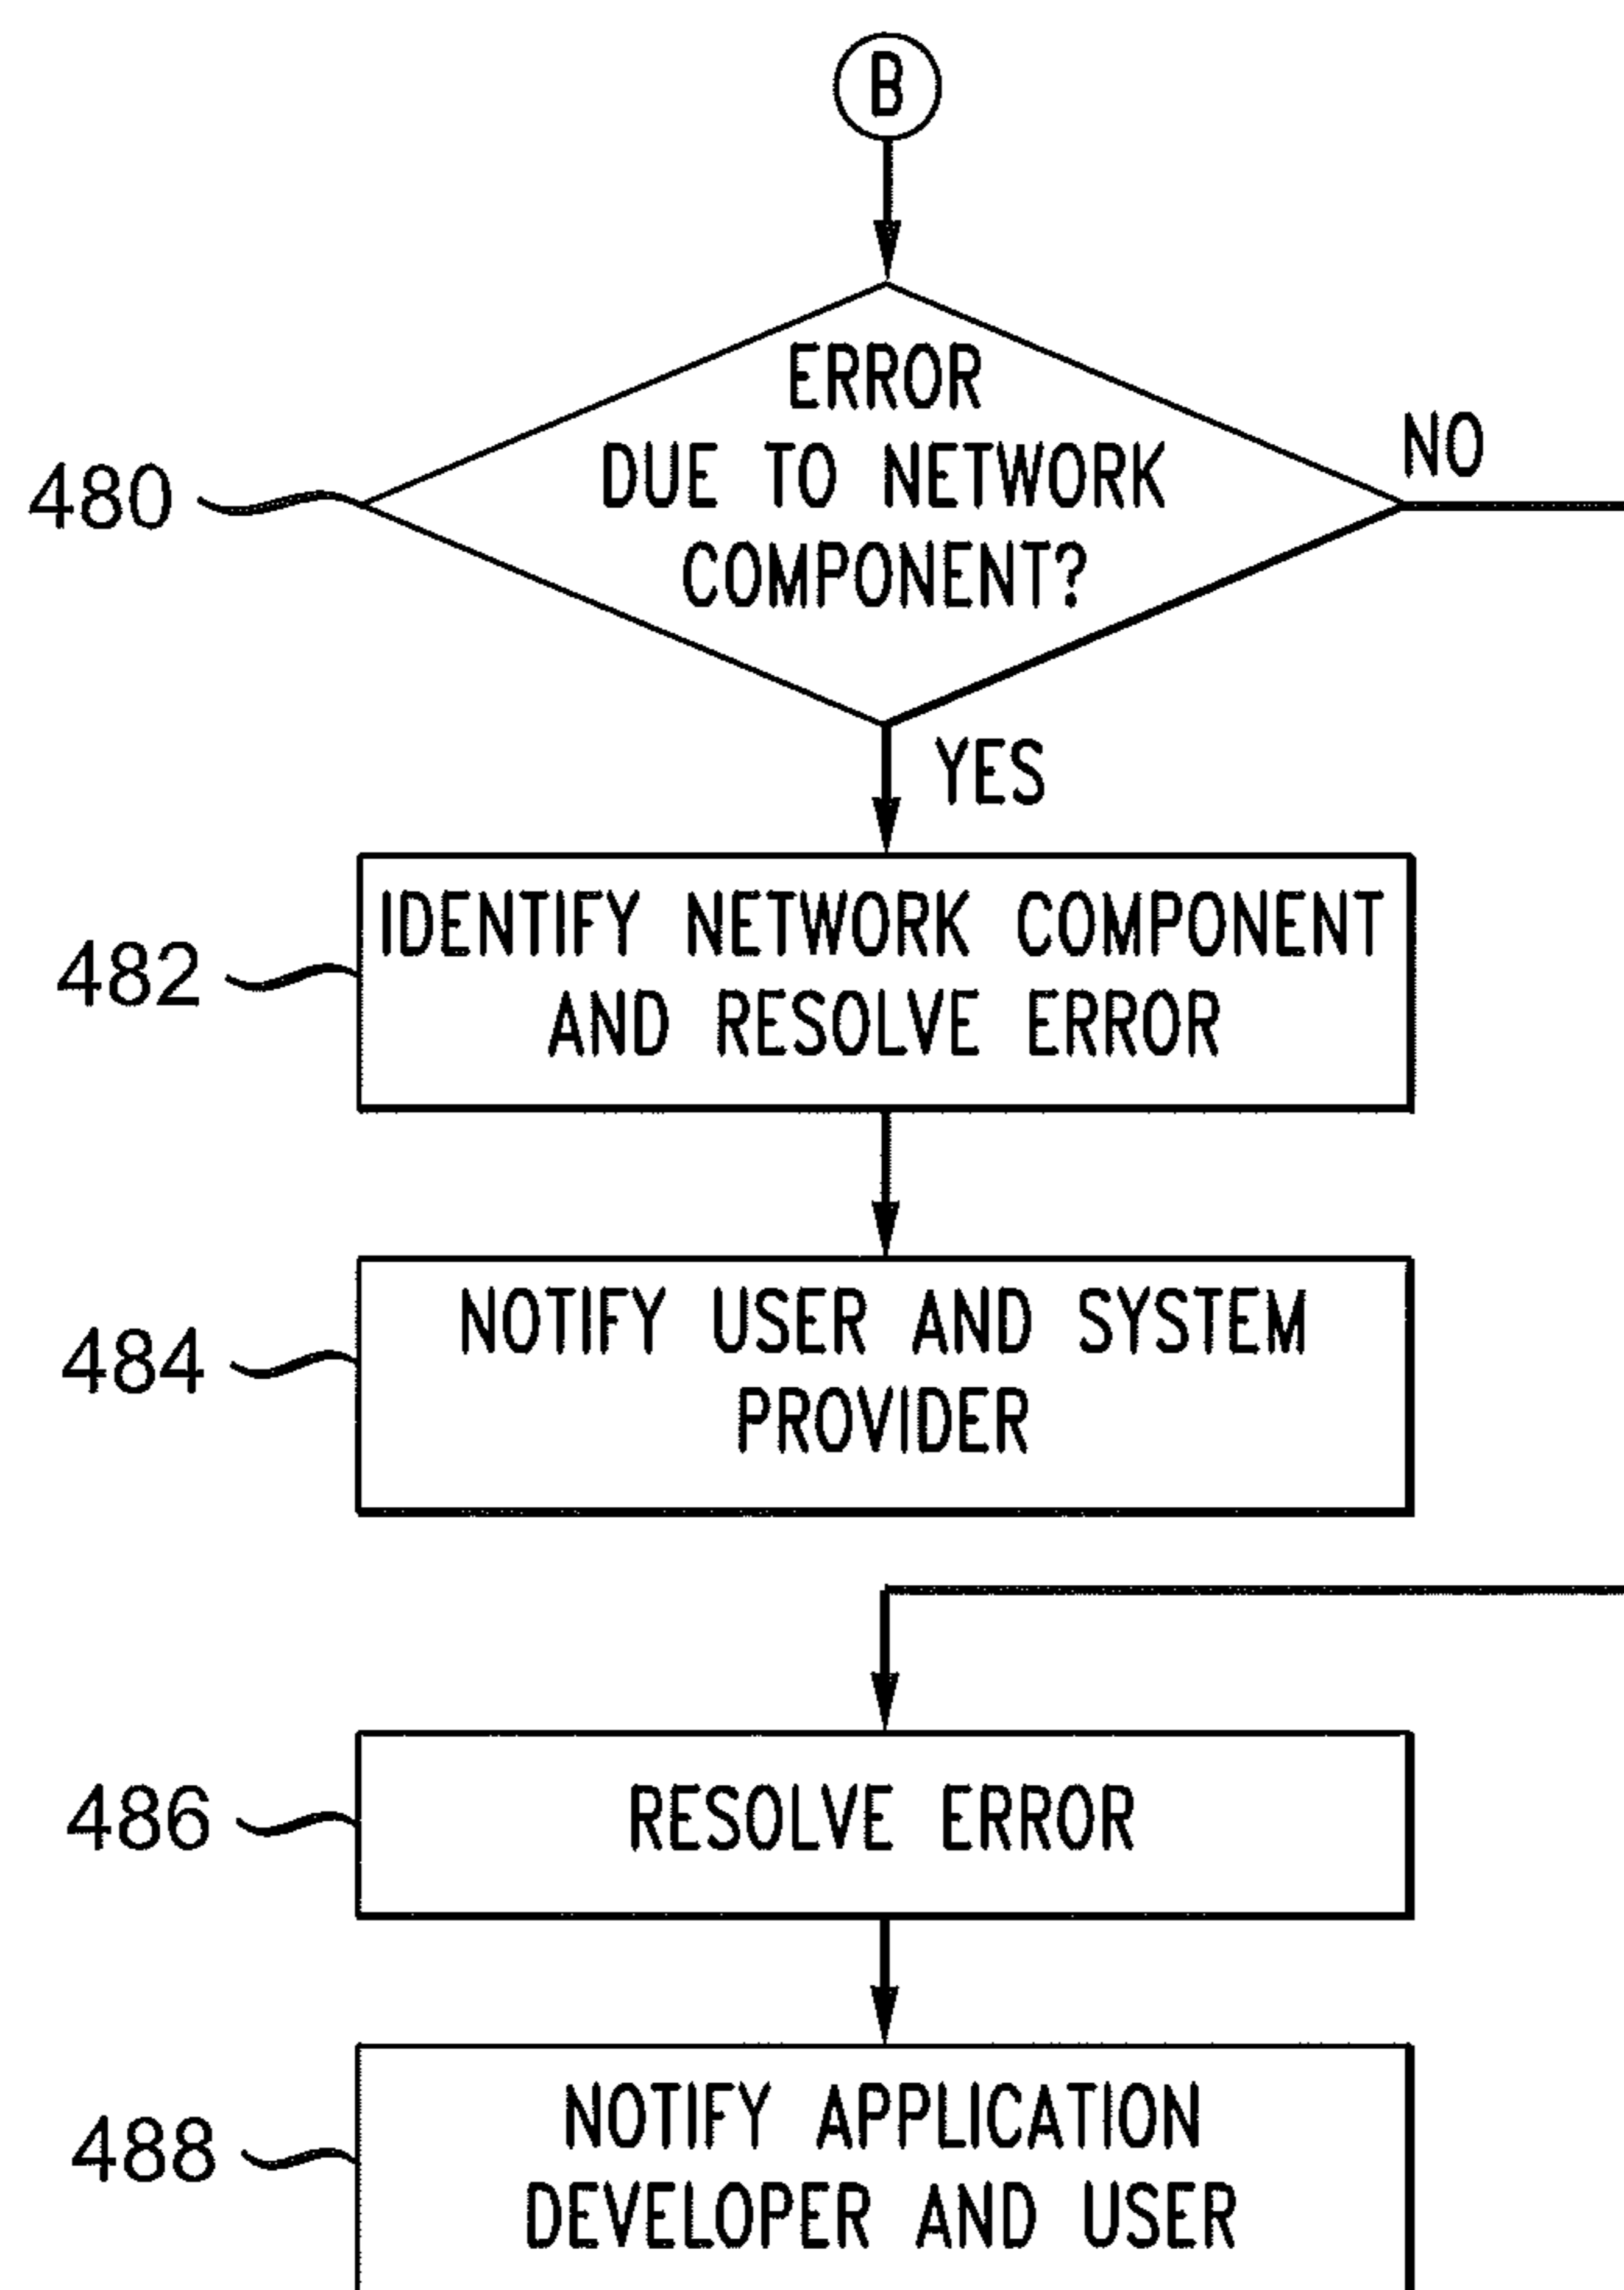 B
ERROR
DUE TO NETWORK
COMPONENT?
NO
480
YES
IDENTIFY NETWORK COMPONENT
AND RESOLVE ERROR
482
NOTIFY USER AND SYSTEM
PROVIDER
484
RESOLVE ERROR
486
NOTIFY APPLICATION
DEVELOPER AND USER
488